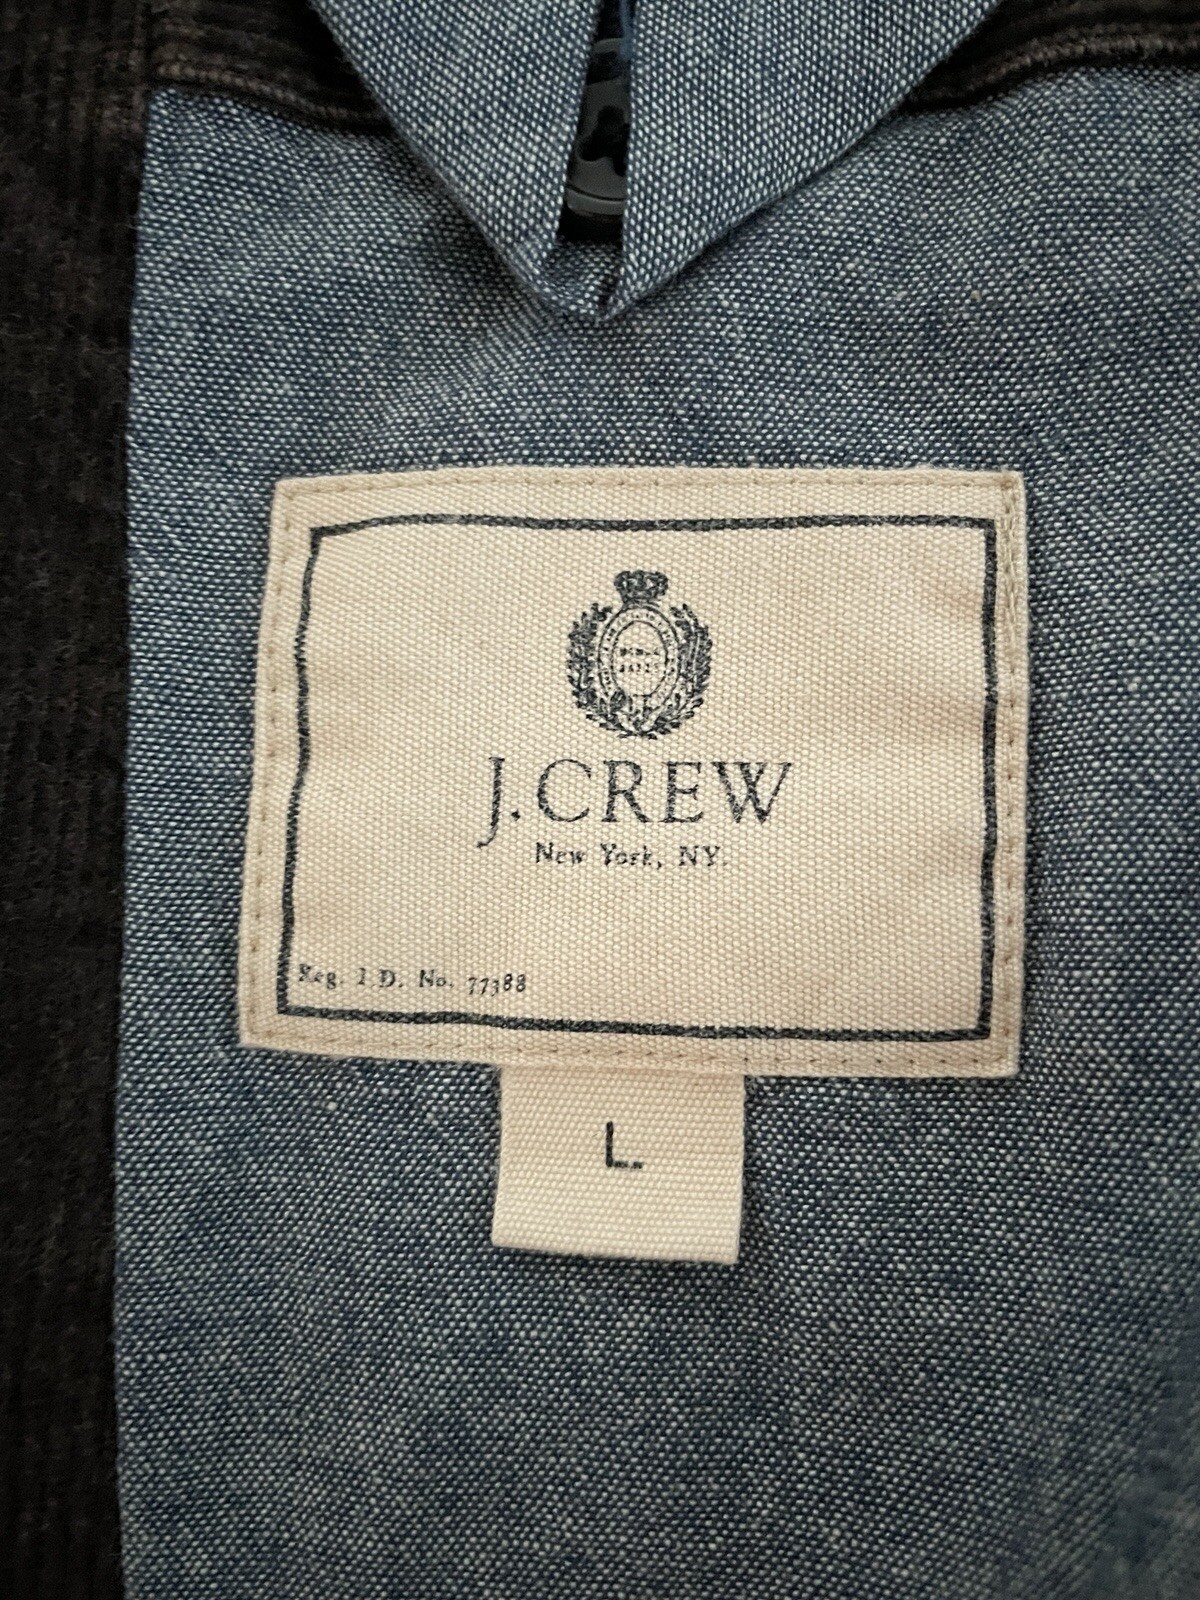 J.CREW
New York, NY.
Reg. I.D. No. 77388
L